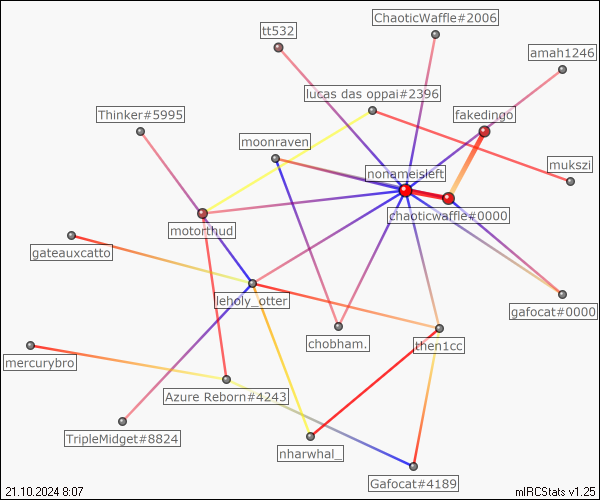 ChaoticWaffle#2006
tt532
amah1246
lucas das oppai#2396
Thinker#5995
fakedingo
moonraven
mukszi
nonameisleft
chaoticwaffle#0000
motorthud
gateauxcatto
leholy_otter
gafocat#0000
chobham.
then1cc
mercurybro
Azure Reborn#4243
TripleMidget#8824
nharwhal_
Gafocat#4189
21.10.2024 8:07
mIRCStats v1.25